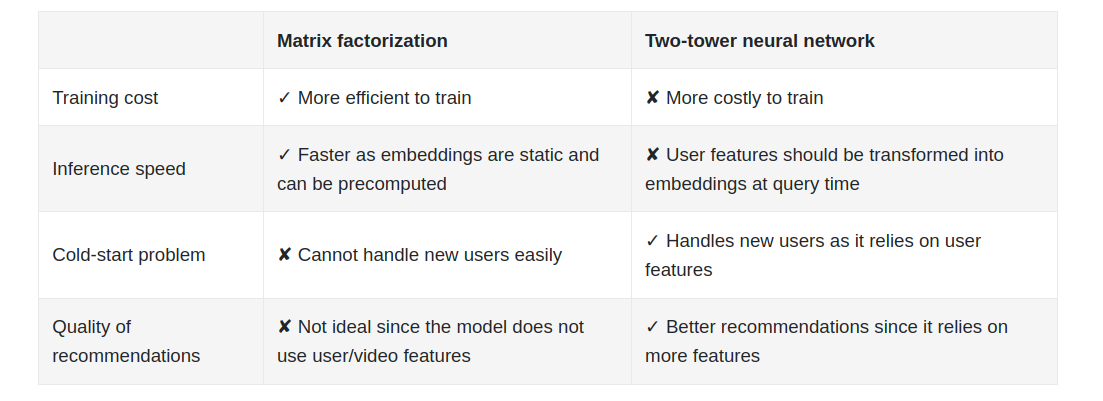 Matrix factorization
Two-tower neural network
Training cost
✓ More efficient to train
✘ More costly to train
Inference speed
✓ Faster as embeddings are static and
can be precomputed
✘ User features should be transformed into
embeddings at query time
Cold-start problem
✘ Cannot handle new users easily
✓ Handles new users as it relies on user
features
Quality of
recommendations
✘ Not ideal since the model does not
use user/video features
✓ Better recommendations since it relies on
more features